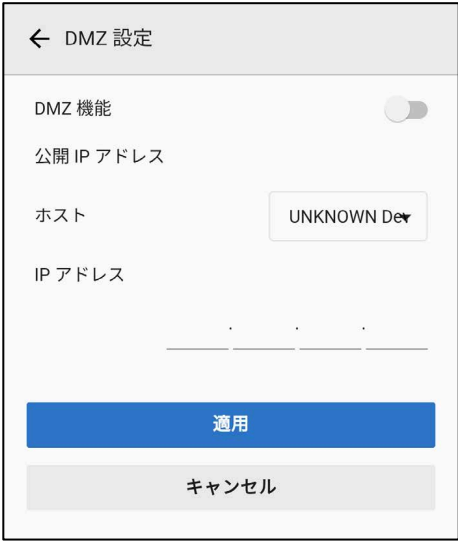 DMZ 設定
DMZ 機能
公開 IP アドレス
ホスト
UNKNOWN De
IP アドレス
. . .
適用
キャンセル